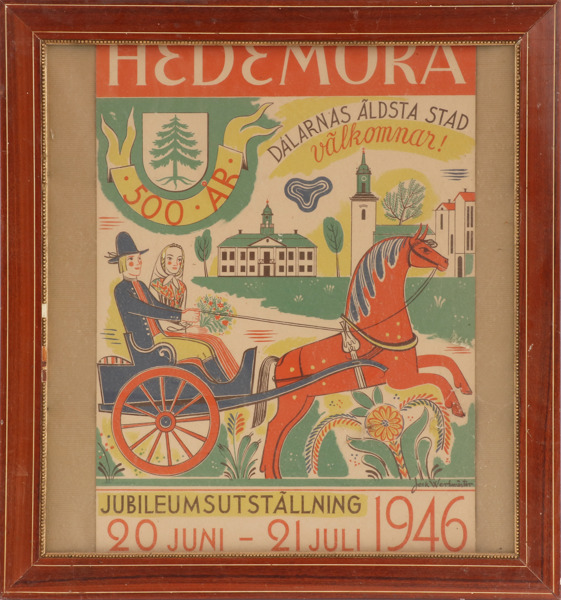 HEDEMORA
500 ÅR
DALARNAS ÄLDSTA STAD
välkomnar!
JUBILEUMSUTSTÄLLNING
20 JUNI – 21 JULI 1946